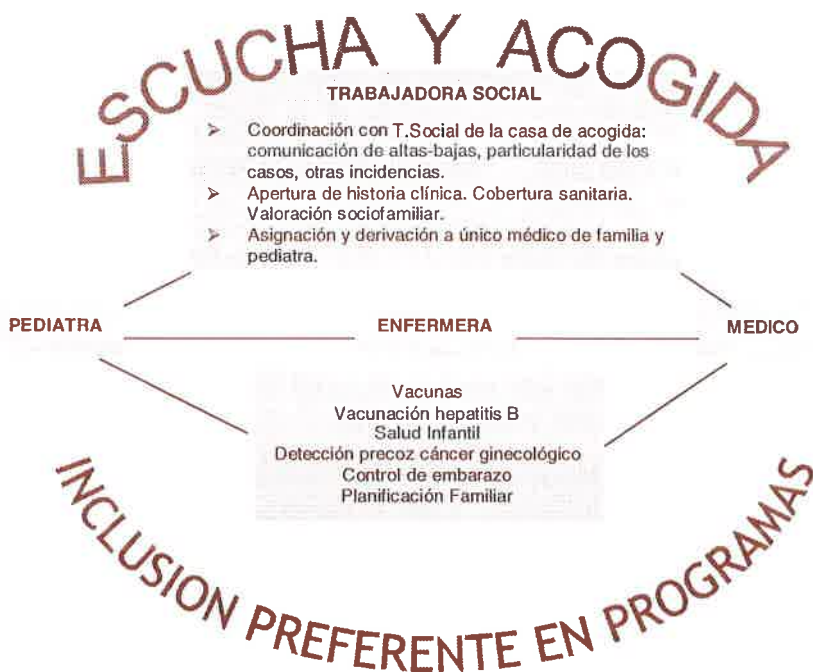 ESCUCHA Y ACOGIDA
TRABAJADORA SOCIAL
➢ Coordinación con T.Social de la casa de acogida:
comunicación de altas-bajas, particularidad de los
casos, otras incidencias.
➢ Apertura de historia clínica. Cobertura sanitaria.
Valoración sociofamiliar.
➢ Asignación y derivación a único médico de familia y
pediatra.
PEDIATRA ENFERMERA MEDICO
Vacunas
Vacunación hepatitis B
Salud Infantil
Detección precoz cáncer ginecológico
Control de embarazo
Planificación Familiar
INCLUSION PREFERENTE EN PROGRAMAS